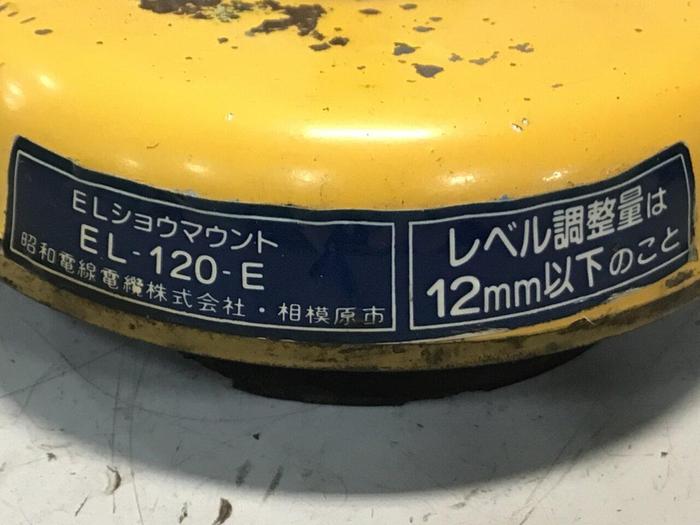 ELショウマウント
EL-120-E
昭和電線電纜株式会社・相模原市
レベル調整量は
12mm以下のこと